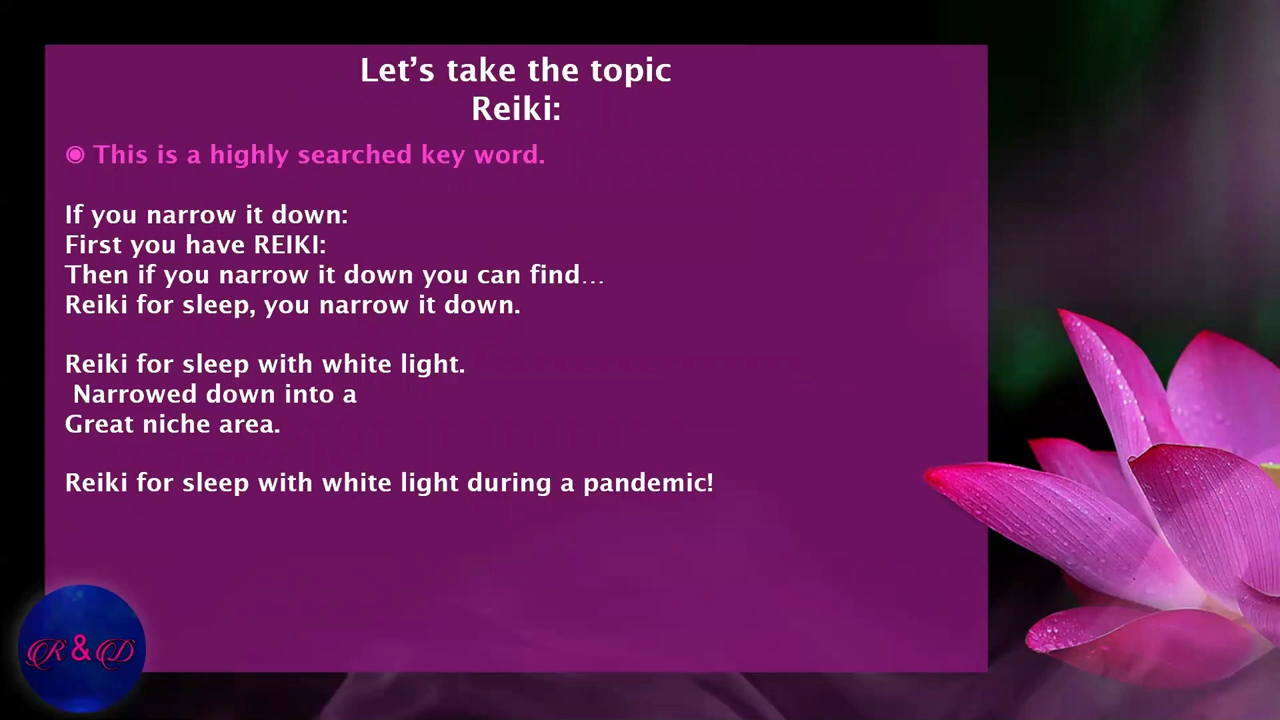 Let's take the topic
Reiki:
◉ This is a highly searched key word.
If you narrow it down:
First you have REIKI:
Then if you narrow it down you can find...
Reiki for sleep, you narrow it down.
Reiki for sleep with white light.
Narrowed down into a
Great niche area.
Reiki for sleep with white light during a pandemic!
R & D